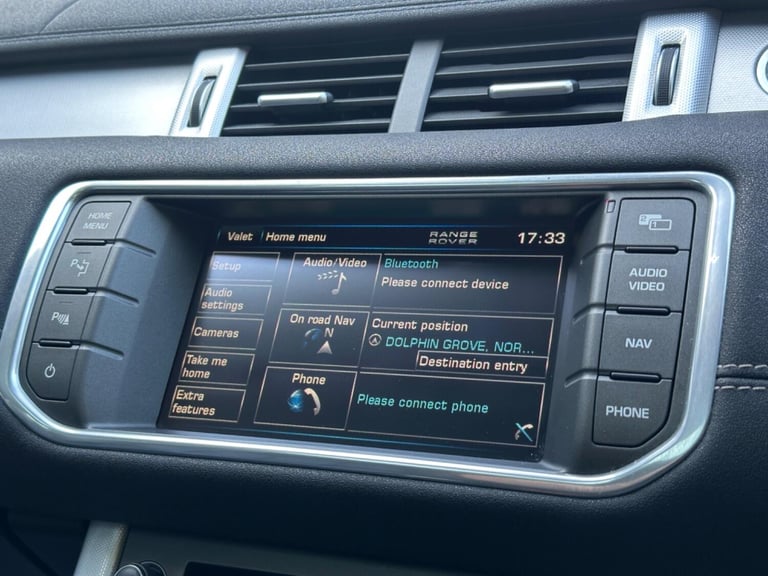 Valet Home menu RANGE ROVER 17:33
HOME MENU
Setup
Audio settings
Cameras
Take me home
Extra features
Audio/Video
Bluetooth
Please connect device
On road Nav
N
Current position
DOLPHIN GROVE, NOR...
Destination entry
Phone
Please connect phone
P
P
2
1
AUDIO VIDEO
NAV
PHONE